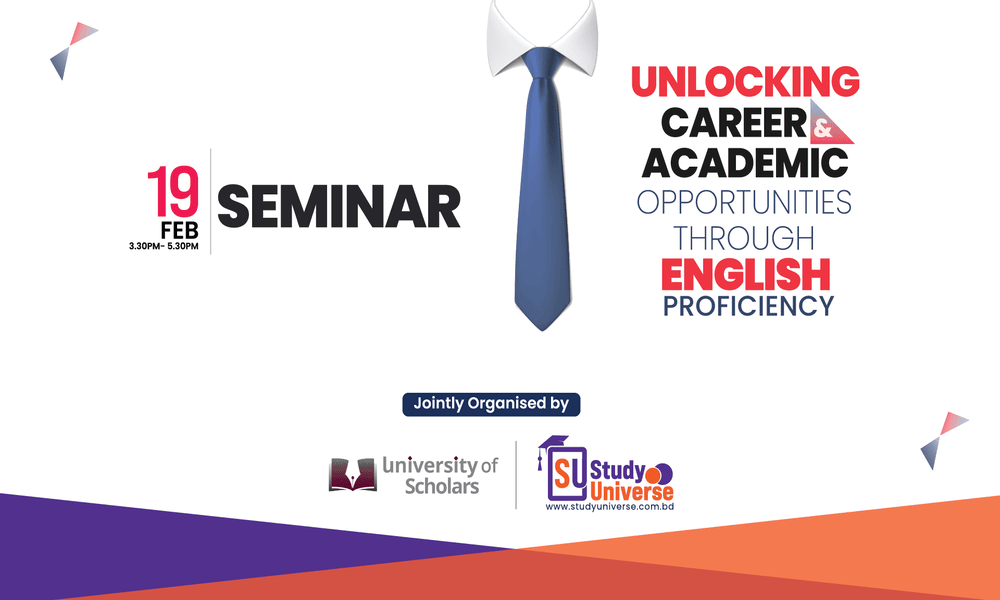 19
FEB
3.30PM- 5.30PM
SEMINAR
UNLOCKING
CAREER &
ACADEMIC
OPPORTUNITIES
THROUGH
ENGLISH
PROFICIENCY
Jointly Organised by
University of
Scholars
SU
Study
Universe
www.studyuniverse.com.bd